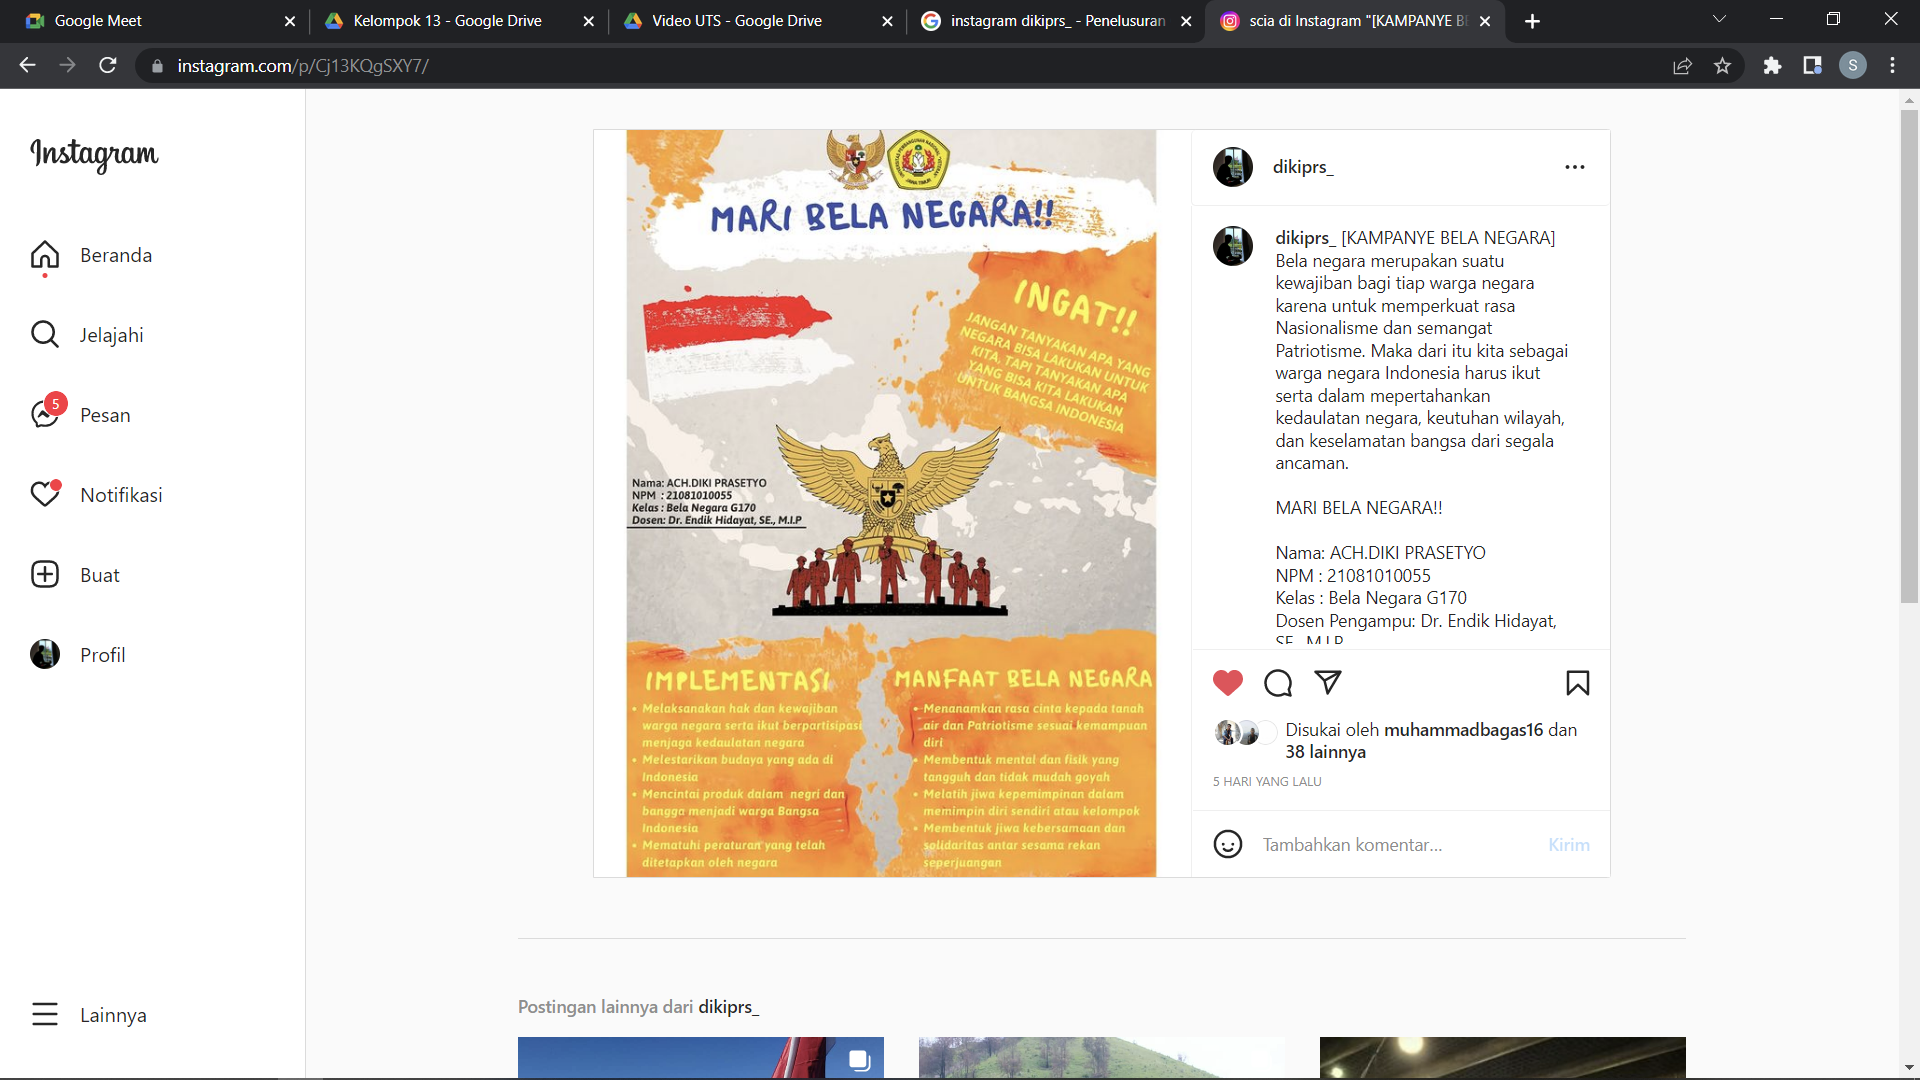 Google Meet
Kelompok 13 - Google Drive
Video UTS - Google Drive
instagram dikiprs_ - Penelusuran
scia di Instagram "[KAMPANYE BE
instagram.com/p/Cj13KQgSXY7/
S
Instagram
Beranda
Jelajahi
5
Pesan
Notifikasi
Buat
Profil
Lainnya
MARI BELA NEGARA!!
INGAT!!
JANGAN TANYAKAN APA YANG
NEGARA BISA LAKUKAN UNTUK
KITA, TAPI TANYAKAN APA
YANG BISA KITA LAKUKAN
UNTUK BANGSA INDONESIA
Nama: ACH.DIKI PRASETYO
NPM : 21081010055
Kelas : Bela Negara G170
Dosen: Dr. Endik Hidayat, SE., M.I.P
IMPLEMENTASI
• Melaksanakan hak dan kewajiban
warga negara serta ikut berpartisipasi
menjaga kedaulatan negara
• Melestarikan budaya yang ada di
Indonesia
• Mencintai produk dalam negri dan
bangga menjadi warga Bangsa
Indonesia
• Mematuhi peraturan yang telah
ditetapkan oleh negara
MANFAAT BELA NEGARA
• Menanamkan rasa cinta kepada tanah
air dan Patriotisme sesuai kemampuan
diri
• Membentuk mental dan fisik yang
tangguh dan tidak mudah goyah
• Melatih jiwa kepemimpinan dalam
memimpin diri sendiri atau kelompok
• Membentuk jiwa kebersamaan dan
solidaritas antar sesama rekan
seperjuangan
dikiprs_
dikiprs_ [KAMPANYE BELA NEGARA]
Bela negara merupakan suatu
kewajiban bagi tiap warga negara
karena untuk memperkuat rasa
Nasionalisme dan semangat
Patriotisme. Maka dari itu kita sebagai
warga negara Indonesia harus ikut
serta dalam mepertahankan
kedaulatan negara, keutuhan wilayah,
dan keselamatan bangsa dari segala
ancaman.
MARI BELA NEGARA!!
Nama: ACH.DIKI PRASETYO
NPM : 21081010055
Kelas : Bela Negara G170
Dosen Pengampu: Dr. Endik Hidayat,
SE., M.I.P
Disukai oleh muhammadbagas16 dan
38 lainnya
5 HARI YANG LALU
Tambahkan komentar...
Kirim
Postingan lainnya dari dikiprs_